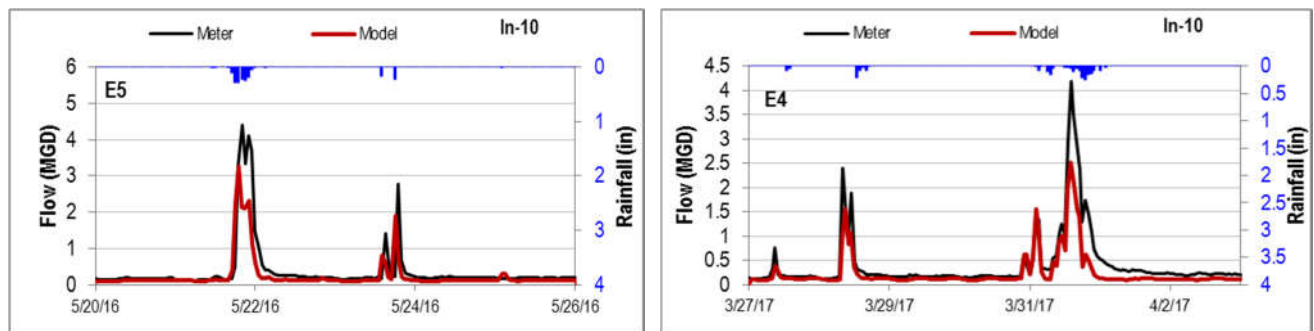 In-10
Meter Model
6 0
E5
5
1
4
Flow (MGD)
3 2
Rainfall (in)
2
3
1
0 4
5/20/16 5/22/16 5/24/16 5/26/16
In-10
Meter Model
4.5 0
E4
4
0.5
3.5
1
3
Flow (MGD)
2.5 1.5
2
Rainfall (in)
2
2.5
1.5
1 3
0.5 3.5
0 4
3/27/17 3/29/17 3/31/17 4/2/17